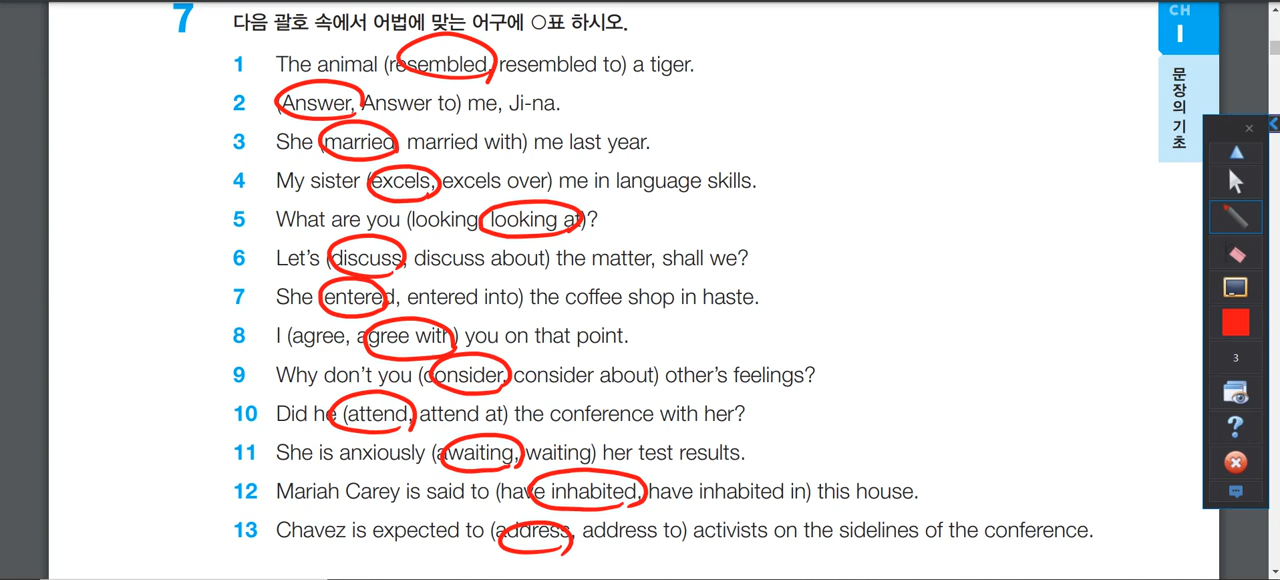 7 다음 괄호 속에서 어법에 맞는 어구에 ○표 하시오.
CH
I
문장의 기초
1 The animal (resembled, resembled to) a tiger.
2 (Answer, Answer to) me, Ji-na.
3 She (married, married with) me last year.
4 My sister (excels, excels over) me in language skills.
5 What are you (looking, looking at)?
6 Let's (discuss, discuss about) the matter, shall we?
7 She (entered, entered into) the coffee shop in haste.
8 I (agree, agree with) you on that point.
9 Why don't you (consider, consider about) other's feelings?
10 Did he (attend, attend at) the conference with her?
11 She is anxiously (awaiting, waiting) her test results.
12 Mariah Carey is said to (have inhabited, have inhabited in) this house.
13 Chavez is expected to (address, address to) activists on the sidelines of the conference.
3